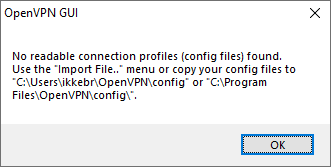 OpenVPN GUI
No readable connection profiles (config files) found.
Use the "Import File.." menu or copy your config files to
"C:\Users\ikkebr\OpenVPN\config" or "C:\Program
Files\OpenVPN\config\".
OK